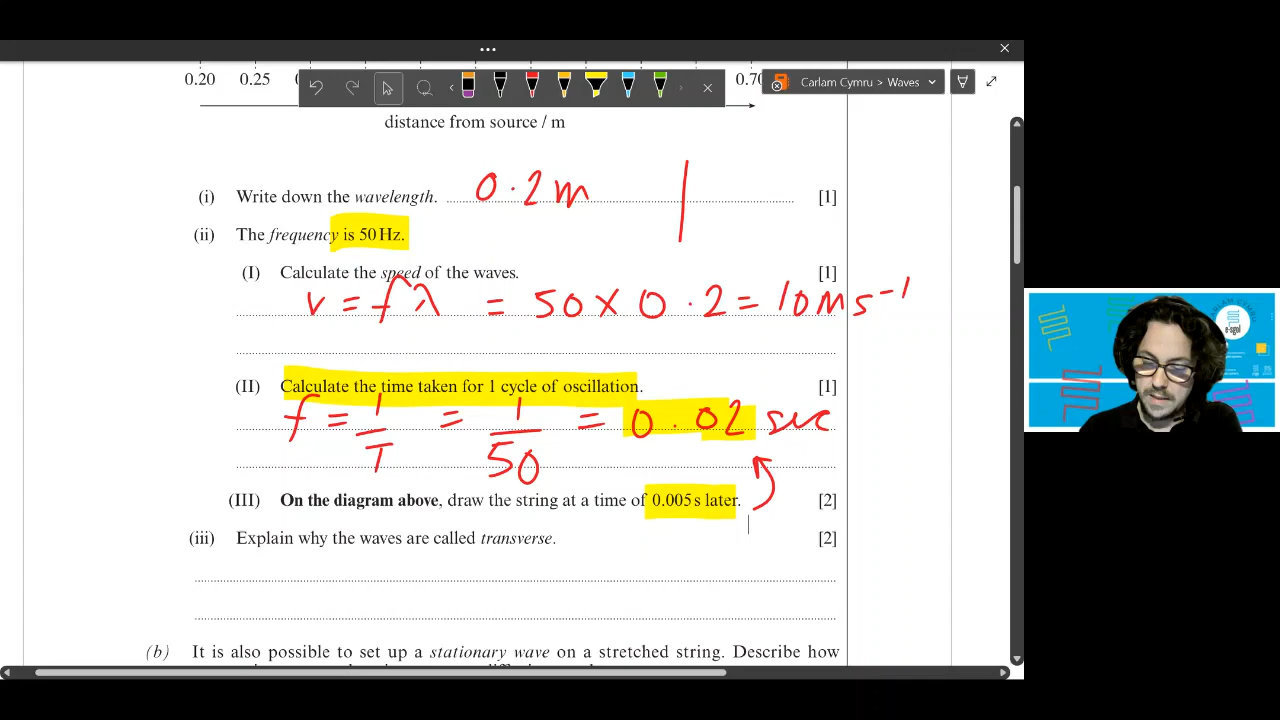 0.20 0.25 0.70
Carlam Cymru > Waves
distance from source / m
(i) Write down the wavelength. 0.2m [1]
(ii) The frequency is 50 Hz.
(I) Calculate the speed of the waves. [1]
v = fλ = 50 × 0.2 = 10ms⁻¹
(II) Calculate the time taken for 1 cycle of oscillation. [1]
f = 1/T = 1/50 = 0.02 sec
(III) On the diagram above, draw the string at a time of 0.005 s later. [2]
(iii) Explain why the waves are called transverse. [2]
(b) It is also possible to set up a stationary wave on a stretched string. Describe how
CARLAM CYMRU
e-sgol